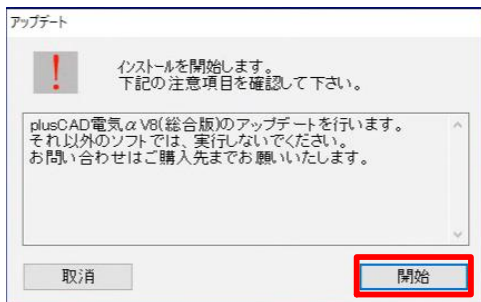 アップデート
インストールを開始します。
下記の注意項目を確認して下さい。
plusCAD電気αV8(総合版)のアップデートを行います。
それ以外のソフトでは、実行しないでください。
お問い合わせはご購入先までお願いいたします。
取消
開始